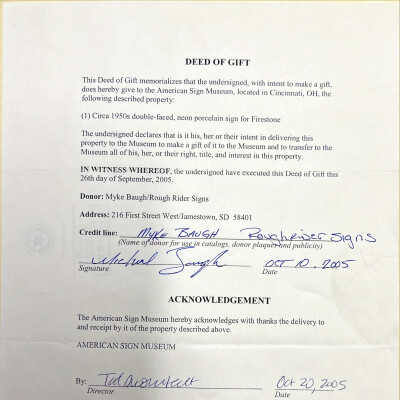 DEED OF GIFT
This Deed of Gift memorializes that the undersigned, with intent to make a gift,
does hereby give to the American Sign Museum, located in Cincinnati, OH, the
following described property:
(1) Circa 1950s double-faced, neon porcelain sign for Firestone
The undersigned declares that it is his, her or their intent in delivering this
property to the Museum to make a gift of it to the Museum and to transfer to the
Museum all of his, her, or their right, title, and interest in this property.
IN WITNESS WHEREOF, the undersigned have executed this Deed of Gift this
26th day of September, 2005.
Donor: Myke Baugh/Rough Rider Signs
Address: 216 First Street West/Jamestown, SD 58401
Credit line: MYKE BAUGH Roughrider Signs
(Name of donor for use in catalogs, donor plaques and publicity)
Michael Baugh OCT 10, 2005
Signature Date
ACKNOWLEDGEMENT
The American Sign Museum hereby acknowledges with thanks the delivery to
and receipt by it of the property described above.
AMERICAN SIGN MUSEUM
By: Tod Oct 20, 2005
Director Date